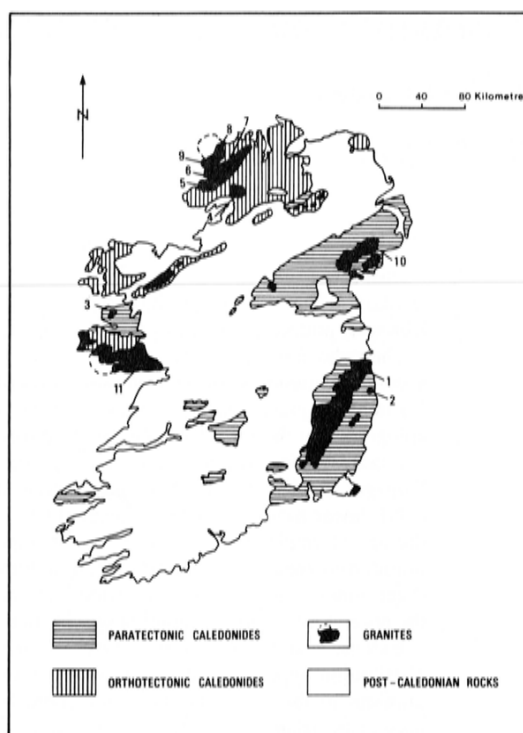 N
0 40 80 Kilometre
8 7
9
6
5
4
10
3
11
1
2
PARATECTONIC CALEDONIDES
GRANITES
ORTHOTECTONIC CALEDONIDES
POST-CALEDONIAN ROCKS